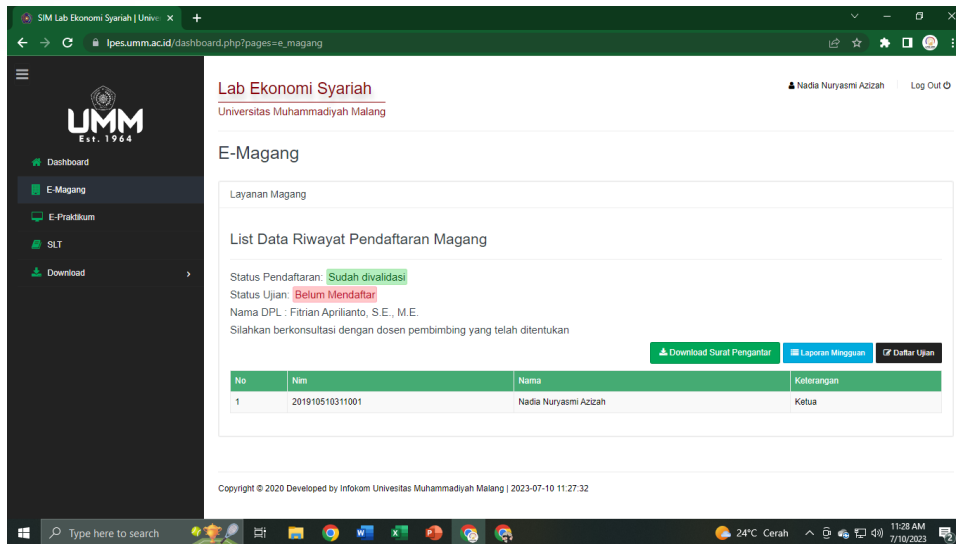 SIM Lab Ekonomi Syariah | Unive
lpes.umm.ac.id/dashboard.php?pages=e_magang
UMM
Est. 1964
Dashboard
E-Magang
E-Praktikum
SLT
Download
Lab Ekonomi Syariah
Universitas Muhammadiyah Malang
Nadia Nuryasmi Azizah
Log Out
E-Magang
Layanan Magang
List Data Riwayat Pendaftaran Magang
Status Pendaftaran: Sudah divalidasi
Status Ujian: Belum Mendaftar
Nama DPL : Fitrian Aprilianto, S.E., M.E.
Silahkan berkonsultasi dengan dosen pembimbing yang telah ditentukan
Download Surat Pengantar Laporan Mingguan Daftar Ujian
No Nim Nama Keterangan
1 201910510311001 Nadia Nuryasmi Azizah Ketua
Copyright © 2020 Developed by Infokom Univesitas Muhammadiyah Malang | 2023-07-10 11:27:32
Type here to search
24°C Cerah
11:28 AM
7/10/2023
2